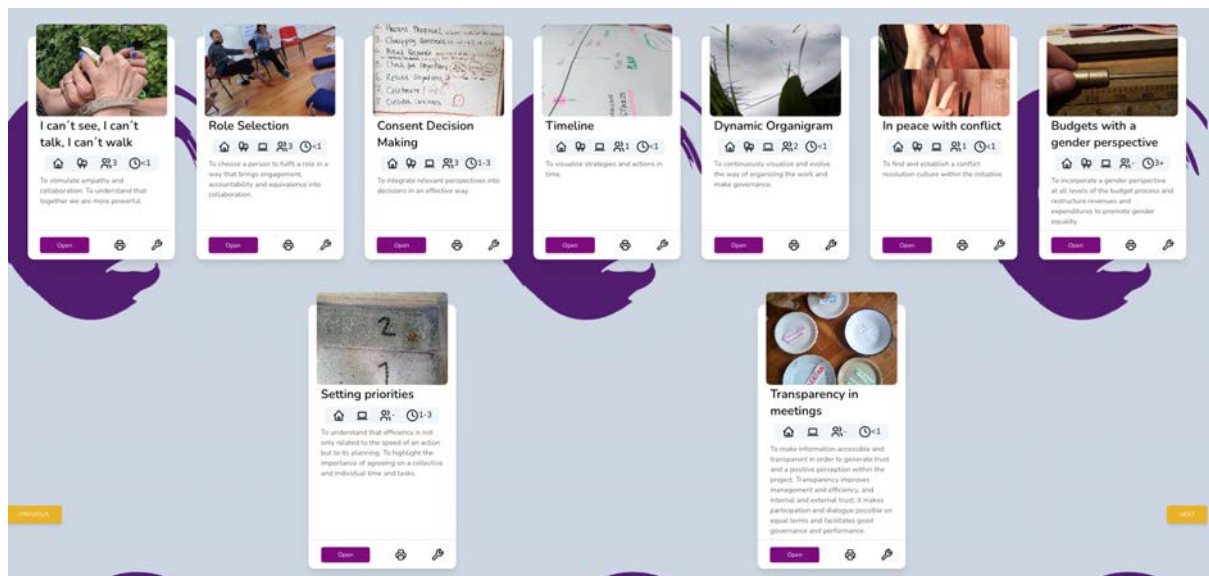 I can´t see, I can´t
talk, I can´t walk
3 <1
To stimulate empathy and
collaboration. To understand that
together we are more powerful.
Open
Role Selection
3 <1
To choose a person to fulfil a role in a
way that brings engagement,
accountability and equivalence into
collaboration.
Open
Consent Decision
Making
3 1-3
To integrate relevant perspectives into
decisions in an effective way.
Open
Timeline
1 <1
To visualize strategies and actions in
time.
Open
Dynamic Organigram
2 <1
To continuously visualize and evolve
the way of organizing the work and
make governance.
Open
In peace with conflict
1 <1
To find and establish a conflict
resolution culture within the initiative
Open
Budgets with a
gender perspective
- 3+
To incorporate a gender perspective
at all levels of the budget process and
restructure revenues and
expenditures to promote gender
equality.
Open
2.
1
Setting priorities
- 1-3
To understand that efficiency is not
only related to the speed of an action
but to its planning. To highlight the
importance of agreeing on a collective
and individual time and tasks.
Open
Transparency in
meetings
- <1
To make information accessible and
transparent in order to generate trust
and a positive perception within the
project. Transparency improves
management and efficiency, and
internal and external trust; it makes
participation and dialogue possible on
equal terms and facilitates good
governance and performance.
Open
PREVIOUS
NEXT